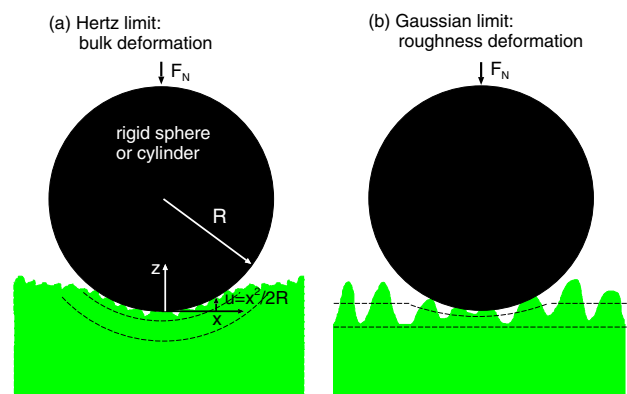 (a) Hertz limit:
bulk deformation
F_N
rigid sphere
or cylinder
R
z
u=x²/2R
x
(b) Gaussian limit:
roughness deformation
F_N